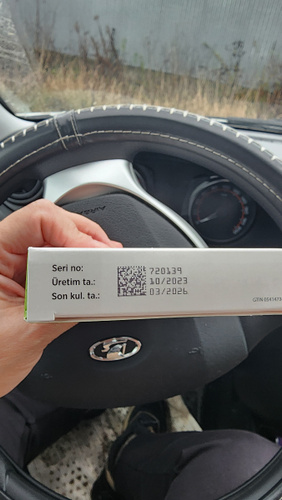 Seri no: 720139
Üretim ta.: 10/2023
Son kul. ta.: 03/2026